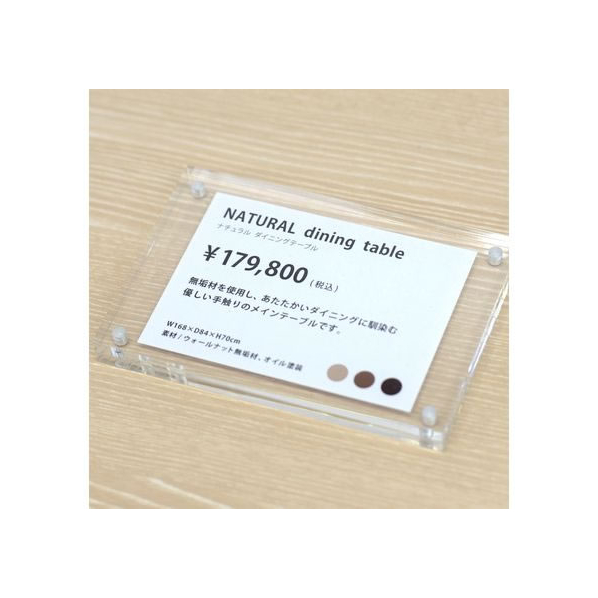 NATURAL dining table
ナチュラル ダイニングテーブル
¥179,800（税込）
無垢材を使用し、あたたかいダイニングに馴染む
優しい手触りのメインテーブルです。
W168×D84×H70cm
素材/ウォールナット無垢材、オイル塗装